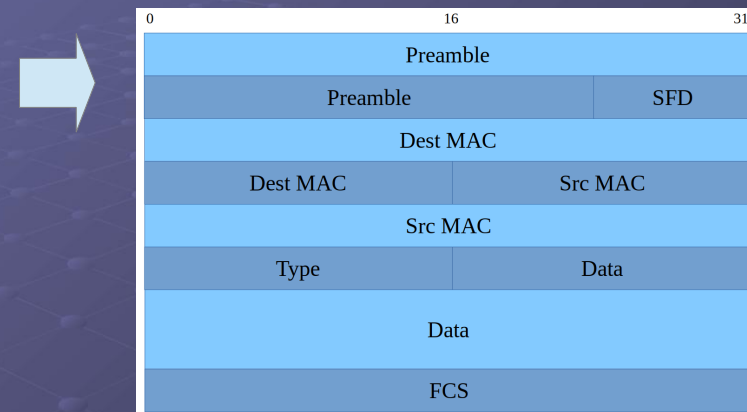 0 16 31
Preamble
Preamble SFD
Dest MAC
Dest MAC Src MAC
Src MAC
Type Data
Data
FCS